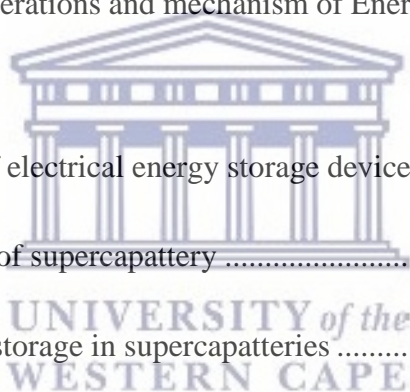 erations and mechanism of Ener
electrical energy storage device
of supercapattery ........................
UNIVERSITY of the
storage in supercapatteries ..........
WESTERN CAPE